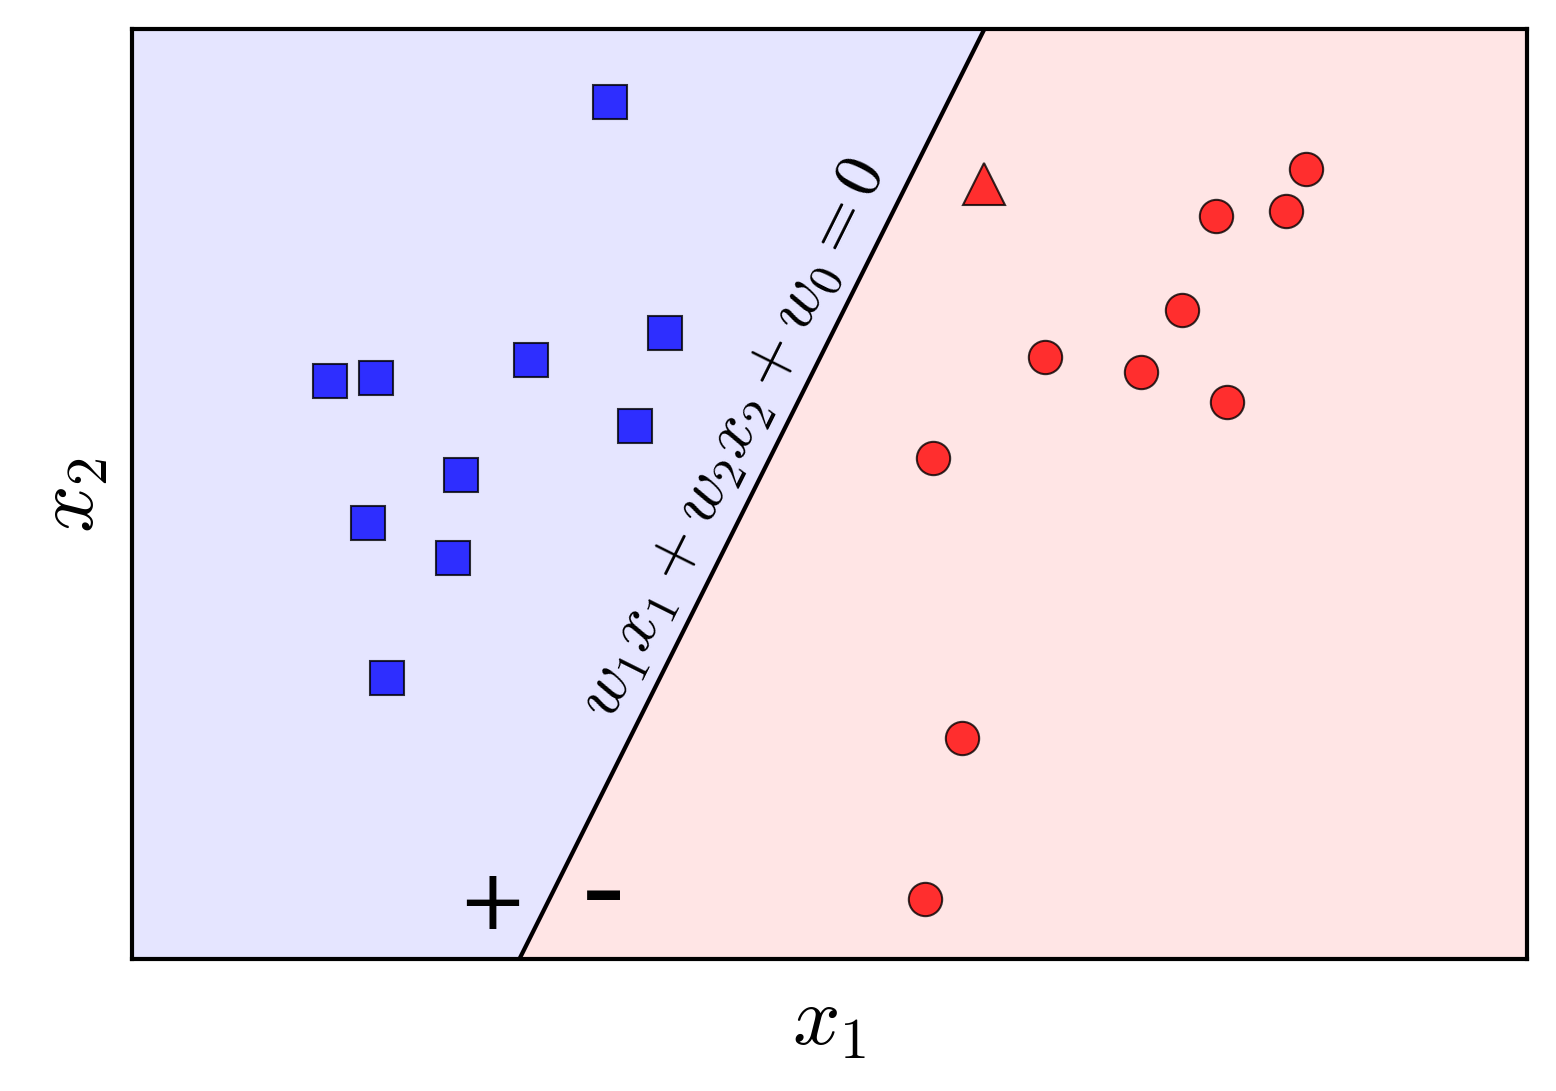 x₂
w₁x₁ + w₂x₂ + w₀ = 0
+ -
x₁